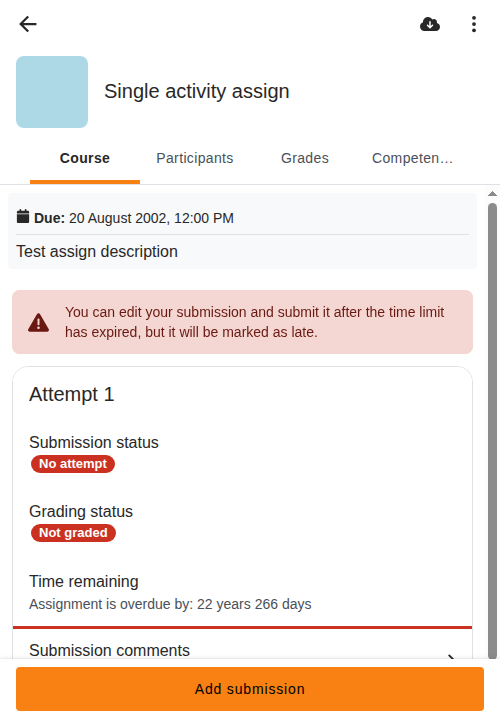 Single activity assign
Course
Participants
Grades
Competen…
Due: 20 August 2002, 12:00 PM
Test assign description
You can edit your submission and submit it after the time limit
has expired, but it will be marked as late.
Attempt 1
Submission status
No attempt
Grading status
Not graded
Time remaining
Assignment is overdue by: 22 years 266 days
Submission comments
Add submission